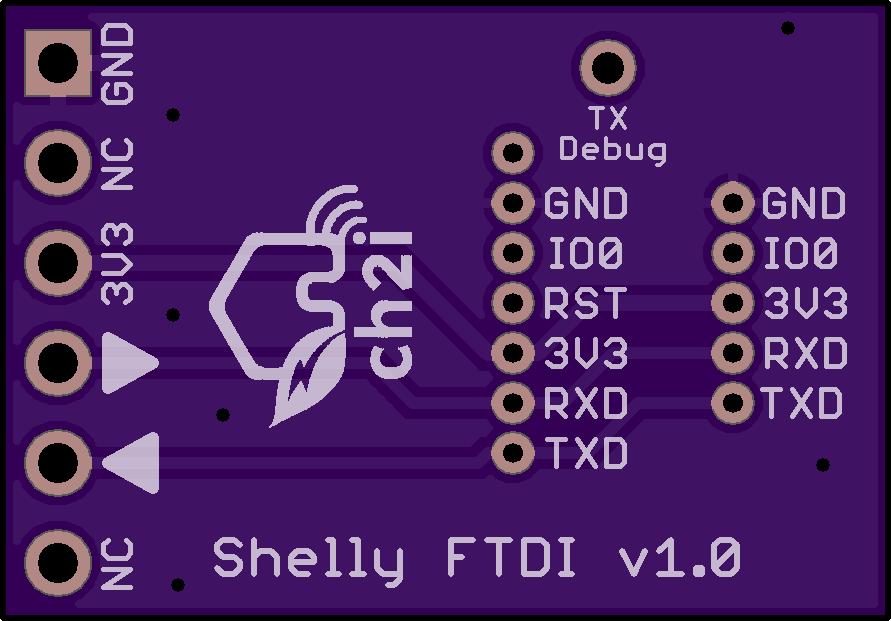 GND
NC
3V3
NC
ch2i
TX
Debug
GND
IO0
RST
3V3
RXD
TXD
GND
IO0
3V3
RXD
TXD
Shelly FTDI v1.0